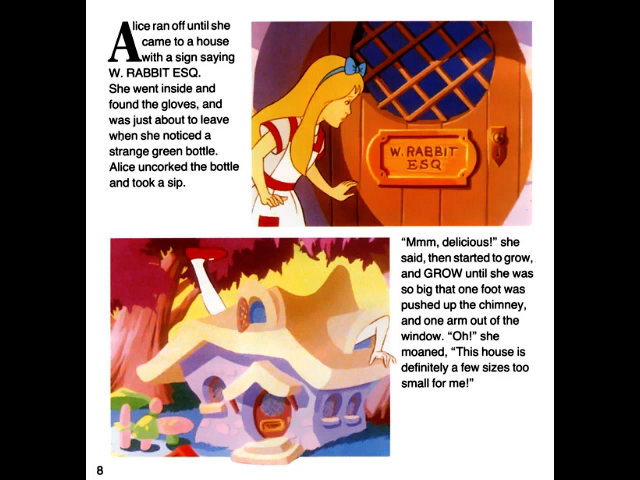 Alice ran off until she
came to a house
with a sign saying
W. RABBIT ESQ.
She went inside and
found the gloves, and
was just about to leave
when she noticed a
strange green bottle.
Alice uncorked the bottle
and took a sip.
W. RABBIT
ESQ
“Mmm, delicious!” she
said, then started to grow,
and GROW until she was
so big that one foot was
pushed up the chimney,
and one arm out of the
window. “Oh!” she
moaned, “This house is
definitely a few sizes too
small for me!”
8